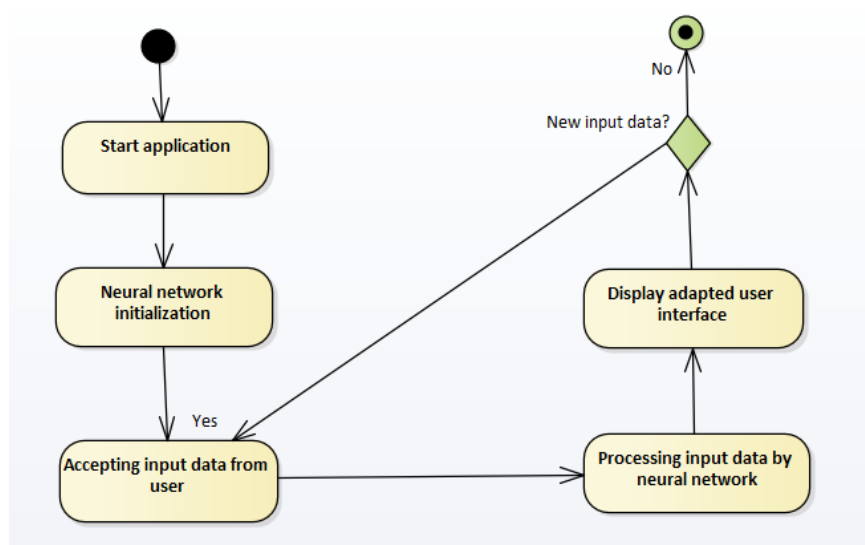 Start application
Neural network
initialization
Yes
Accepting input data from
user
Processing input data by
neural network
Display adapted user
interface
New input data?
No